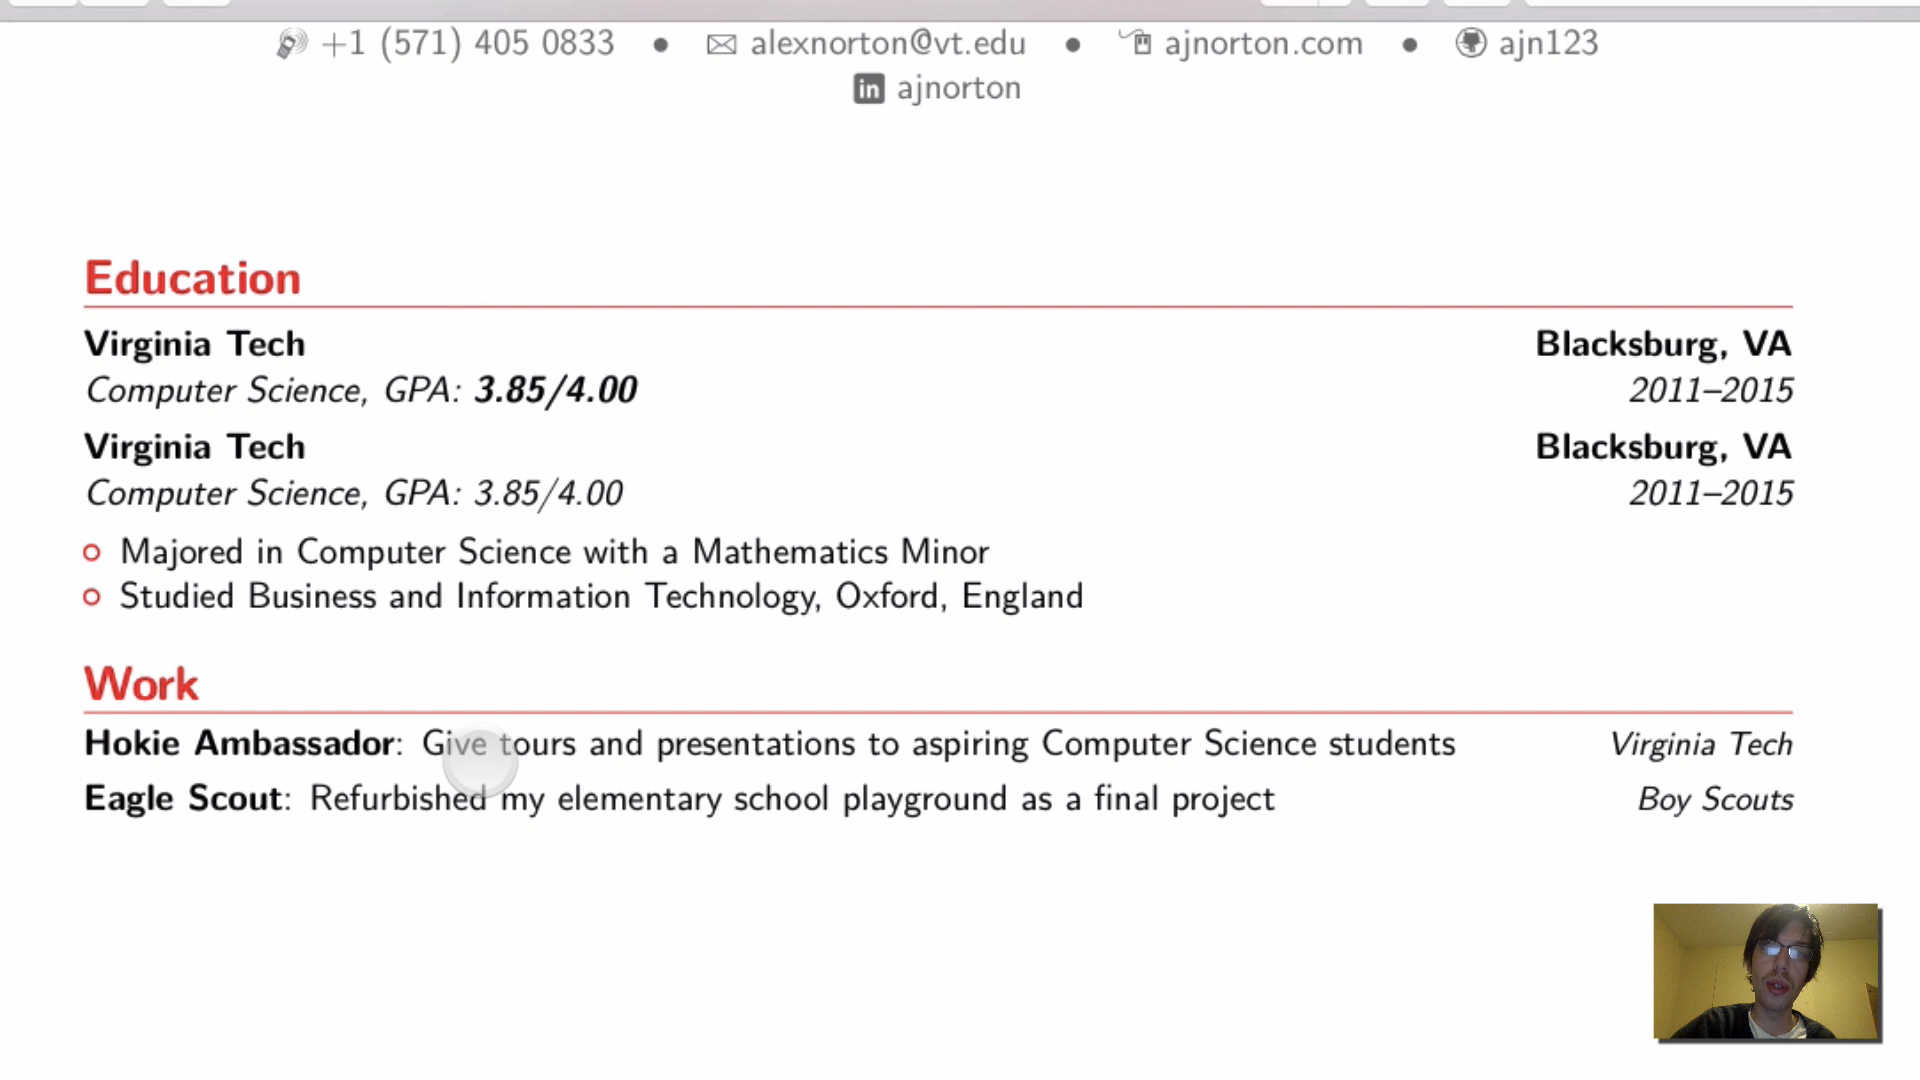 +1 (571) 405 0833 • alexnorton@vt.edu • ajnorton.com • ajn123
in ajnorton
Education
Virginia Tech Blacksburg, VA
Computer Science, GPA: 3.85/4.00 2011–2015
Virginia Tech Blacksburg, VA
Computer Science, GPA: 3.85/4.00 2011–2015
Majored in Computer Science with a Mathematics Minor
Studied Business and Information Technology, Oxford, England
Work
Hokie Ambassador: Give tours and presentations to aspiring Computer Science students Virginia Tech
Eagle Scout: Refurbished my elementary school playground as a final project Boy Scouts